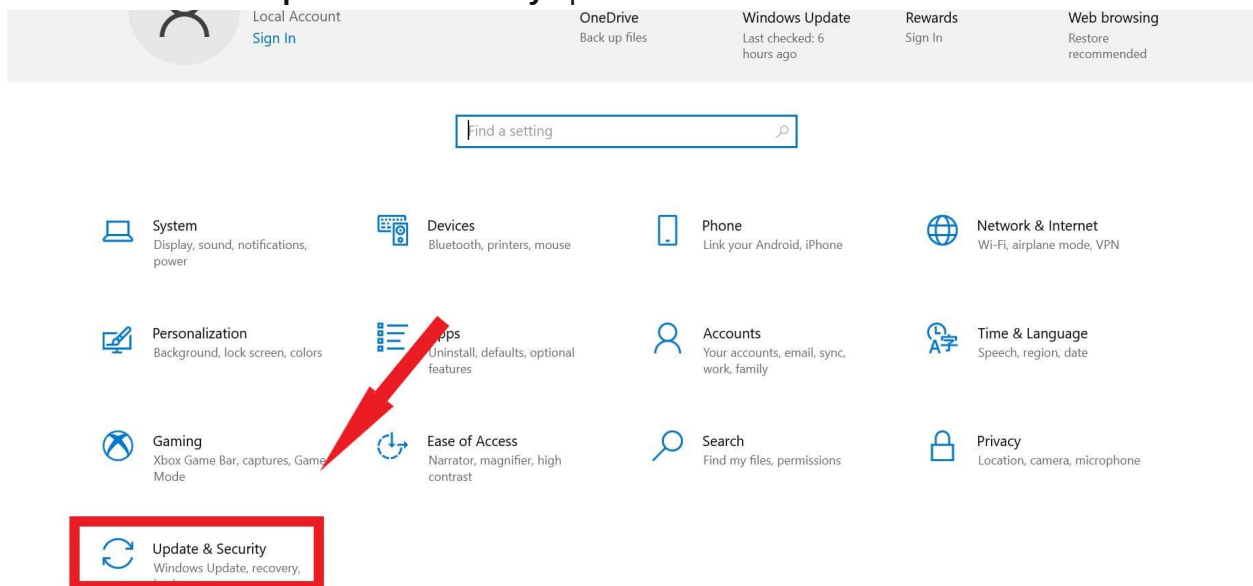 Local Account
Sign In
OneDrive
Back up files
Windows Update
Last checked: 6
hours ago
Rewards
Sign In
Web browsing
Restore
recommended
Find a setting
System
Display, sound, notifications,
power
Devices
Bluetooth, printers, mouse
Phone
Link your Android, iPhone
Network & Internet
Wi-Fi, airplane mode, VPN
Personalization
Background, lock screen, colors
Uninstall, defaults, optional
features
Accounts
Your accounts, email, sync,
work, family
Time & Language
Speech, region, date
Gaming
Xbox Game Bar, captures, Game
Mode
Ease of Access
Narrator, magnifier, high
contrast
Search
Find my files, permissions
Privacy
Location, camera, microphone
Update & Security
Windows Update, recovery,